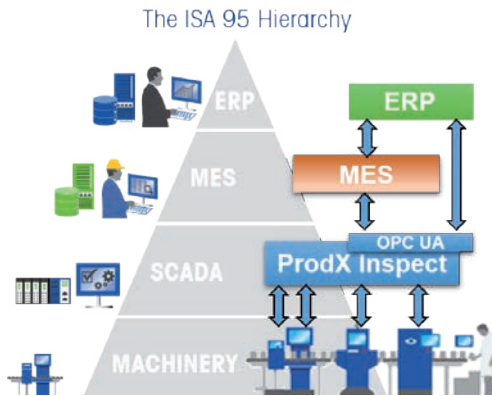 The ISA 95 Hierarchy
ERP
ERP
MES
MES
OPC UA
SCADA
ProdX Inspect
MACHINERY